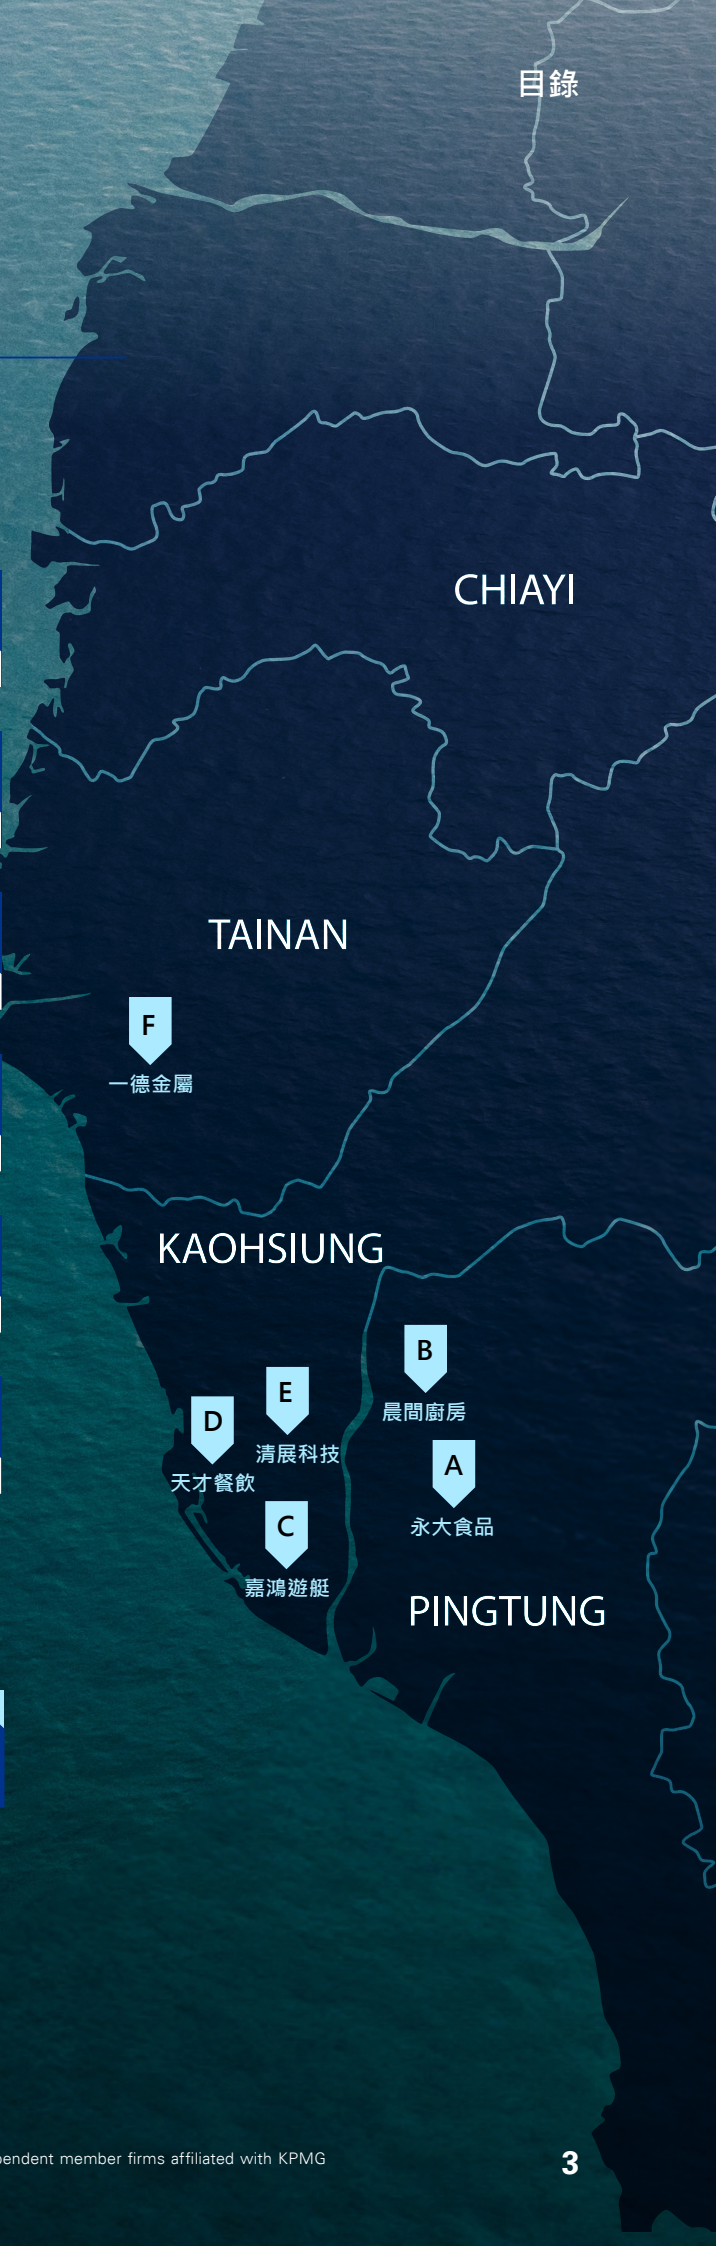 目錄
CHIAYI
TAINAN
F
一德金屬
KAOHSIUNG
B
晨間廚房
E
清展科技
D
天才餐飲
A
永大食品
C
嘉鴻遊艇
PINGTUNG
pendent member firms affiliated with KPMG
3